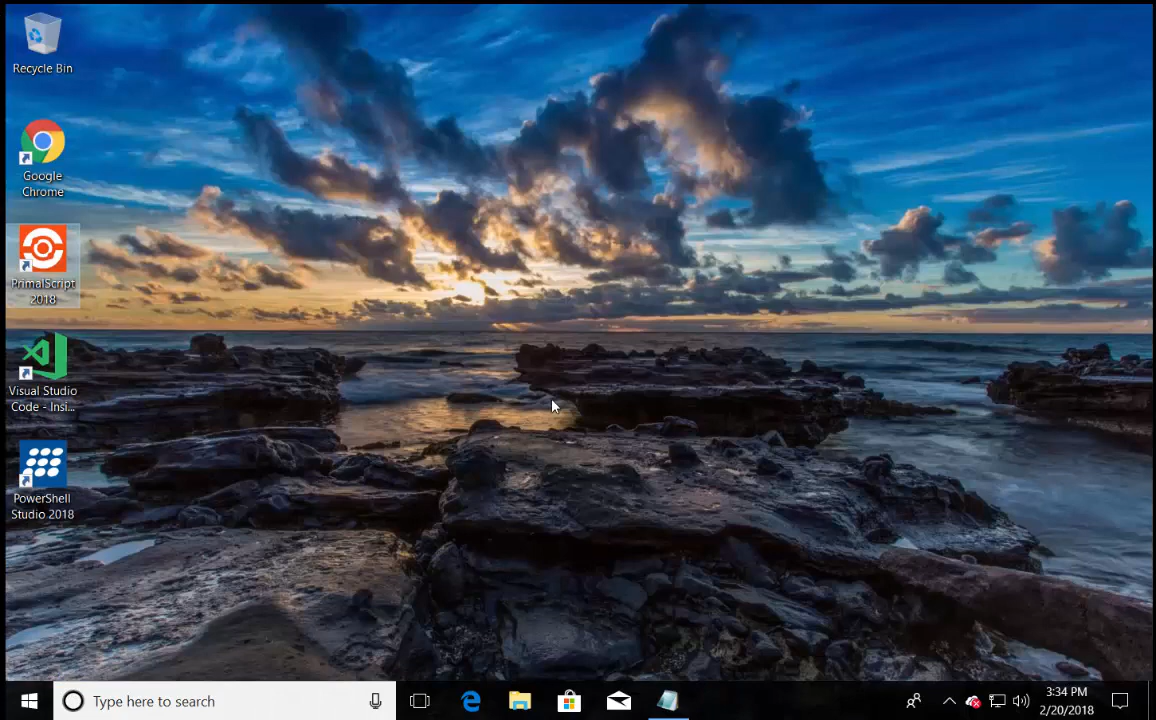 Recycle Bin
Google
Chrome
PrimalScript
2018
Visual Studio
Code - Insi...
PowerShell
Studio 2018
Type here to search
3:34 PM
2/20/2018